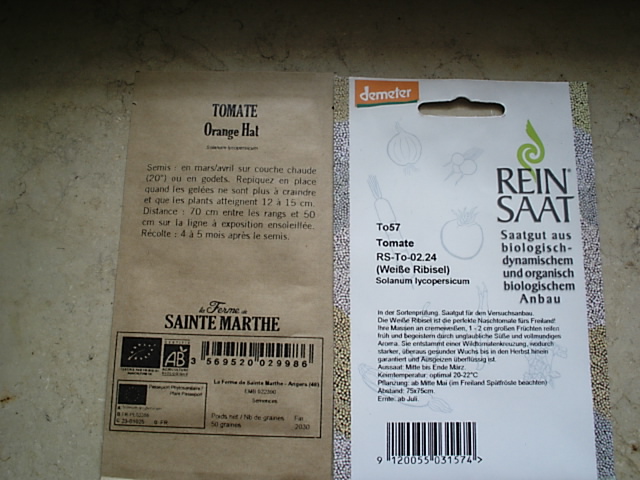 TOMATE
Orange Hat
Solanum lycopersicum
Semis : en mars/avril sur couche chaude
(20°) ou en godets. Repiquez en place
quand les gelées ne sont plus à craindre
et que les plants atteignent 12 à 15 cm.
Distance : 70 cm entre les rangs et 50
cm sur la ligne à exposition ensoleillée.
Récolte : 4 à 5 mois après le semis.
la Ferme de
SAINTE MARTHE
AB
3 569520 029986
La Ferme de Sainte Marthe - Angers (49)
Passeport Phytosanitaire /
Plant Passport
Poids net / Nb de graines
50 graines
Fin
2030
demeter
REIN
SAAT
Saatgut aus
biologisch-
dynamischem
und organisch
biologischem
Anbau
To57
Tomate
RS-To-02.24
(Weiße Ribisel)
Solanum lycopersicum
In der Sortenprüfung. Saatgut für den Versuchsanbau.
Die Weiße Ribisel ist die perfekte Naschtomate fürs Freiland!
Ihre Massen an cremeweißen, 1 - 2 cm großen Früchten reifen
früh und begeistern durch unglaubliche Süße und vollmundiges
Aroma. Sie entstammt einer Wildtomatenkreuzung, wodurch
starker, überaus gesunder Wuchs bis in den Herbst hinein
garantiert und Ausgeizen überflüssig ist.
Aussaat: Mitte bis Ende März.
Keimtemperatur: optimal 20-22°C
Pflanzung: ab Mitte Mai (im Freiland Spätfröste beachten)
Abstand: 75x75cm.
Ernte: ab Juli.
9 120055 031574 >